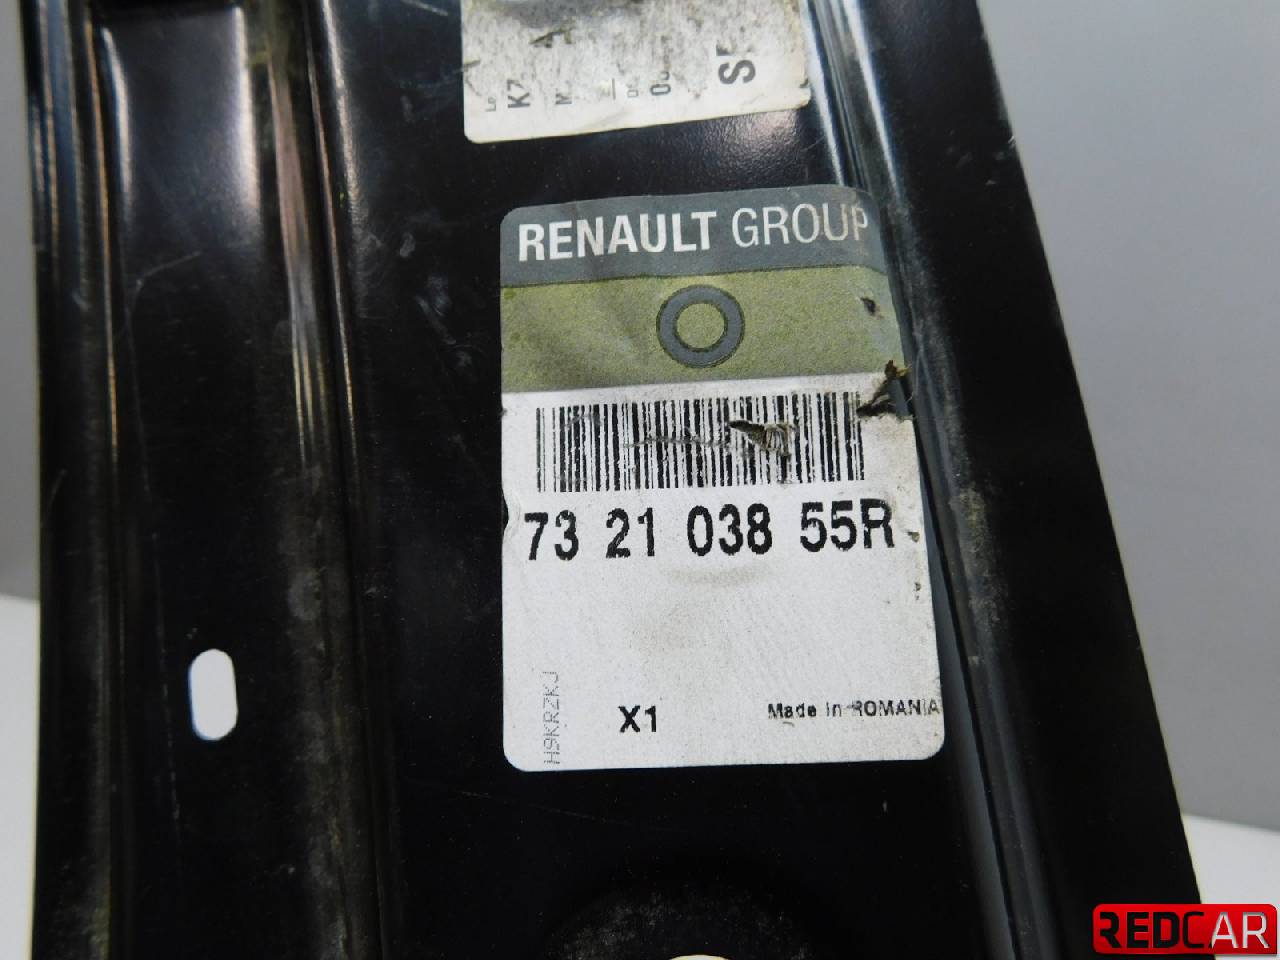 RENAULT GROUP
73 21 038 55R
H9KRZKJ
X1
Made in ROMANIA
REDCAR